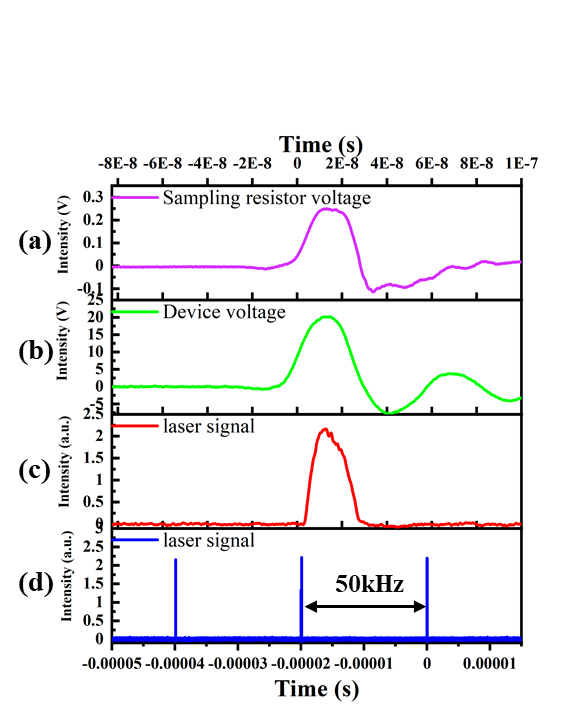 Time (s)
-8E-8 -6E-8 -4E-8 -2E-8 0 2E-8 4E-8 6E-8 8E-8 1E-7
(a)
Intensity (V)
0.3
0.2
0.1
0
-0.1
Sampling resistor voltage
(b)
Intensity (V)
25
20
15
10
5
0
-5
Device voltage
(c)
Intensity (a.u.)
2.5
2
1.5
1
0.5
0
laser signal
(d)
Intensity (a.u.)
3
2.5
2
1.5
1
0.5
0
laser signal
50kHz
-0.00005 -0.00004 -0.00003 -0.00002 -0.00001 0 0.00001
Time (s)